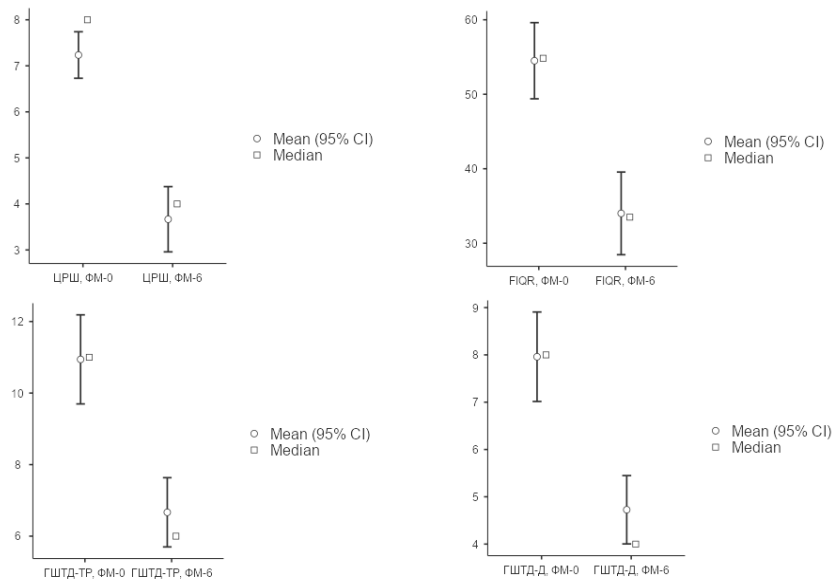 8
7
6
5
4
3
ЦРШ, ФМ-0 ЦРШ, ФМ-6
Mean (95% CI)
Median
60
50
40
30
FIQR, ФМ-0 FIQR, ФМ-6
Mean (95% CI)
Median
12
10
8
6
ГШТД-ТР, ФМ-0 ГШТД-ТР, ФМ-6
Mean (95% CI)
Median
9
8
7
6
5
4
ГШТД-Д, ФМ-0 ГШТД-Д, ФМ-6
Mean (95% CI)
Median